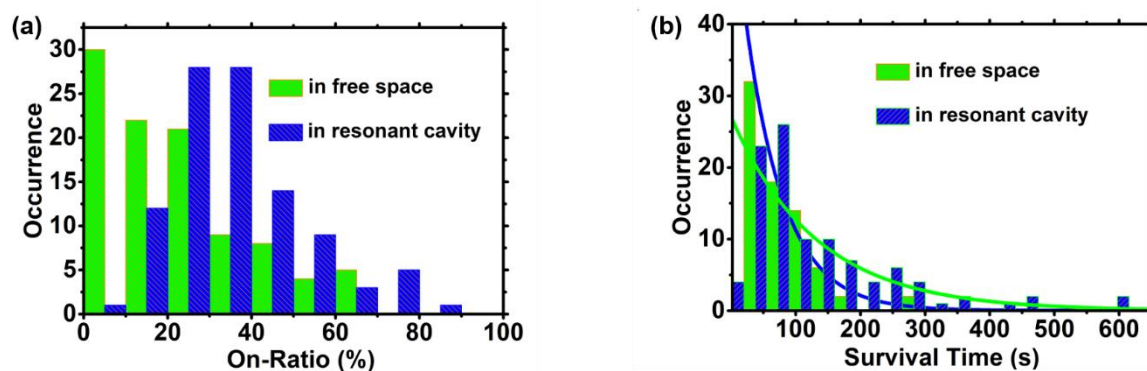 (a)
Occurrence
30
25
20
15
10
5
0
in free space
in resonant cavity
0 20 40 60 80 100
On-Ratio (%)
(b)
Occurrence
40
30
20
10
0
in free space
in resonant cavity
100 200 300 400 500 600
Survival Time (s)